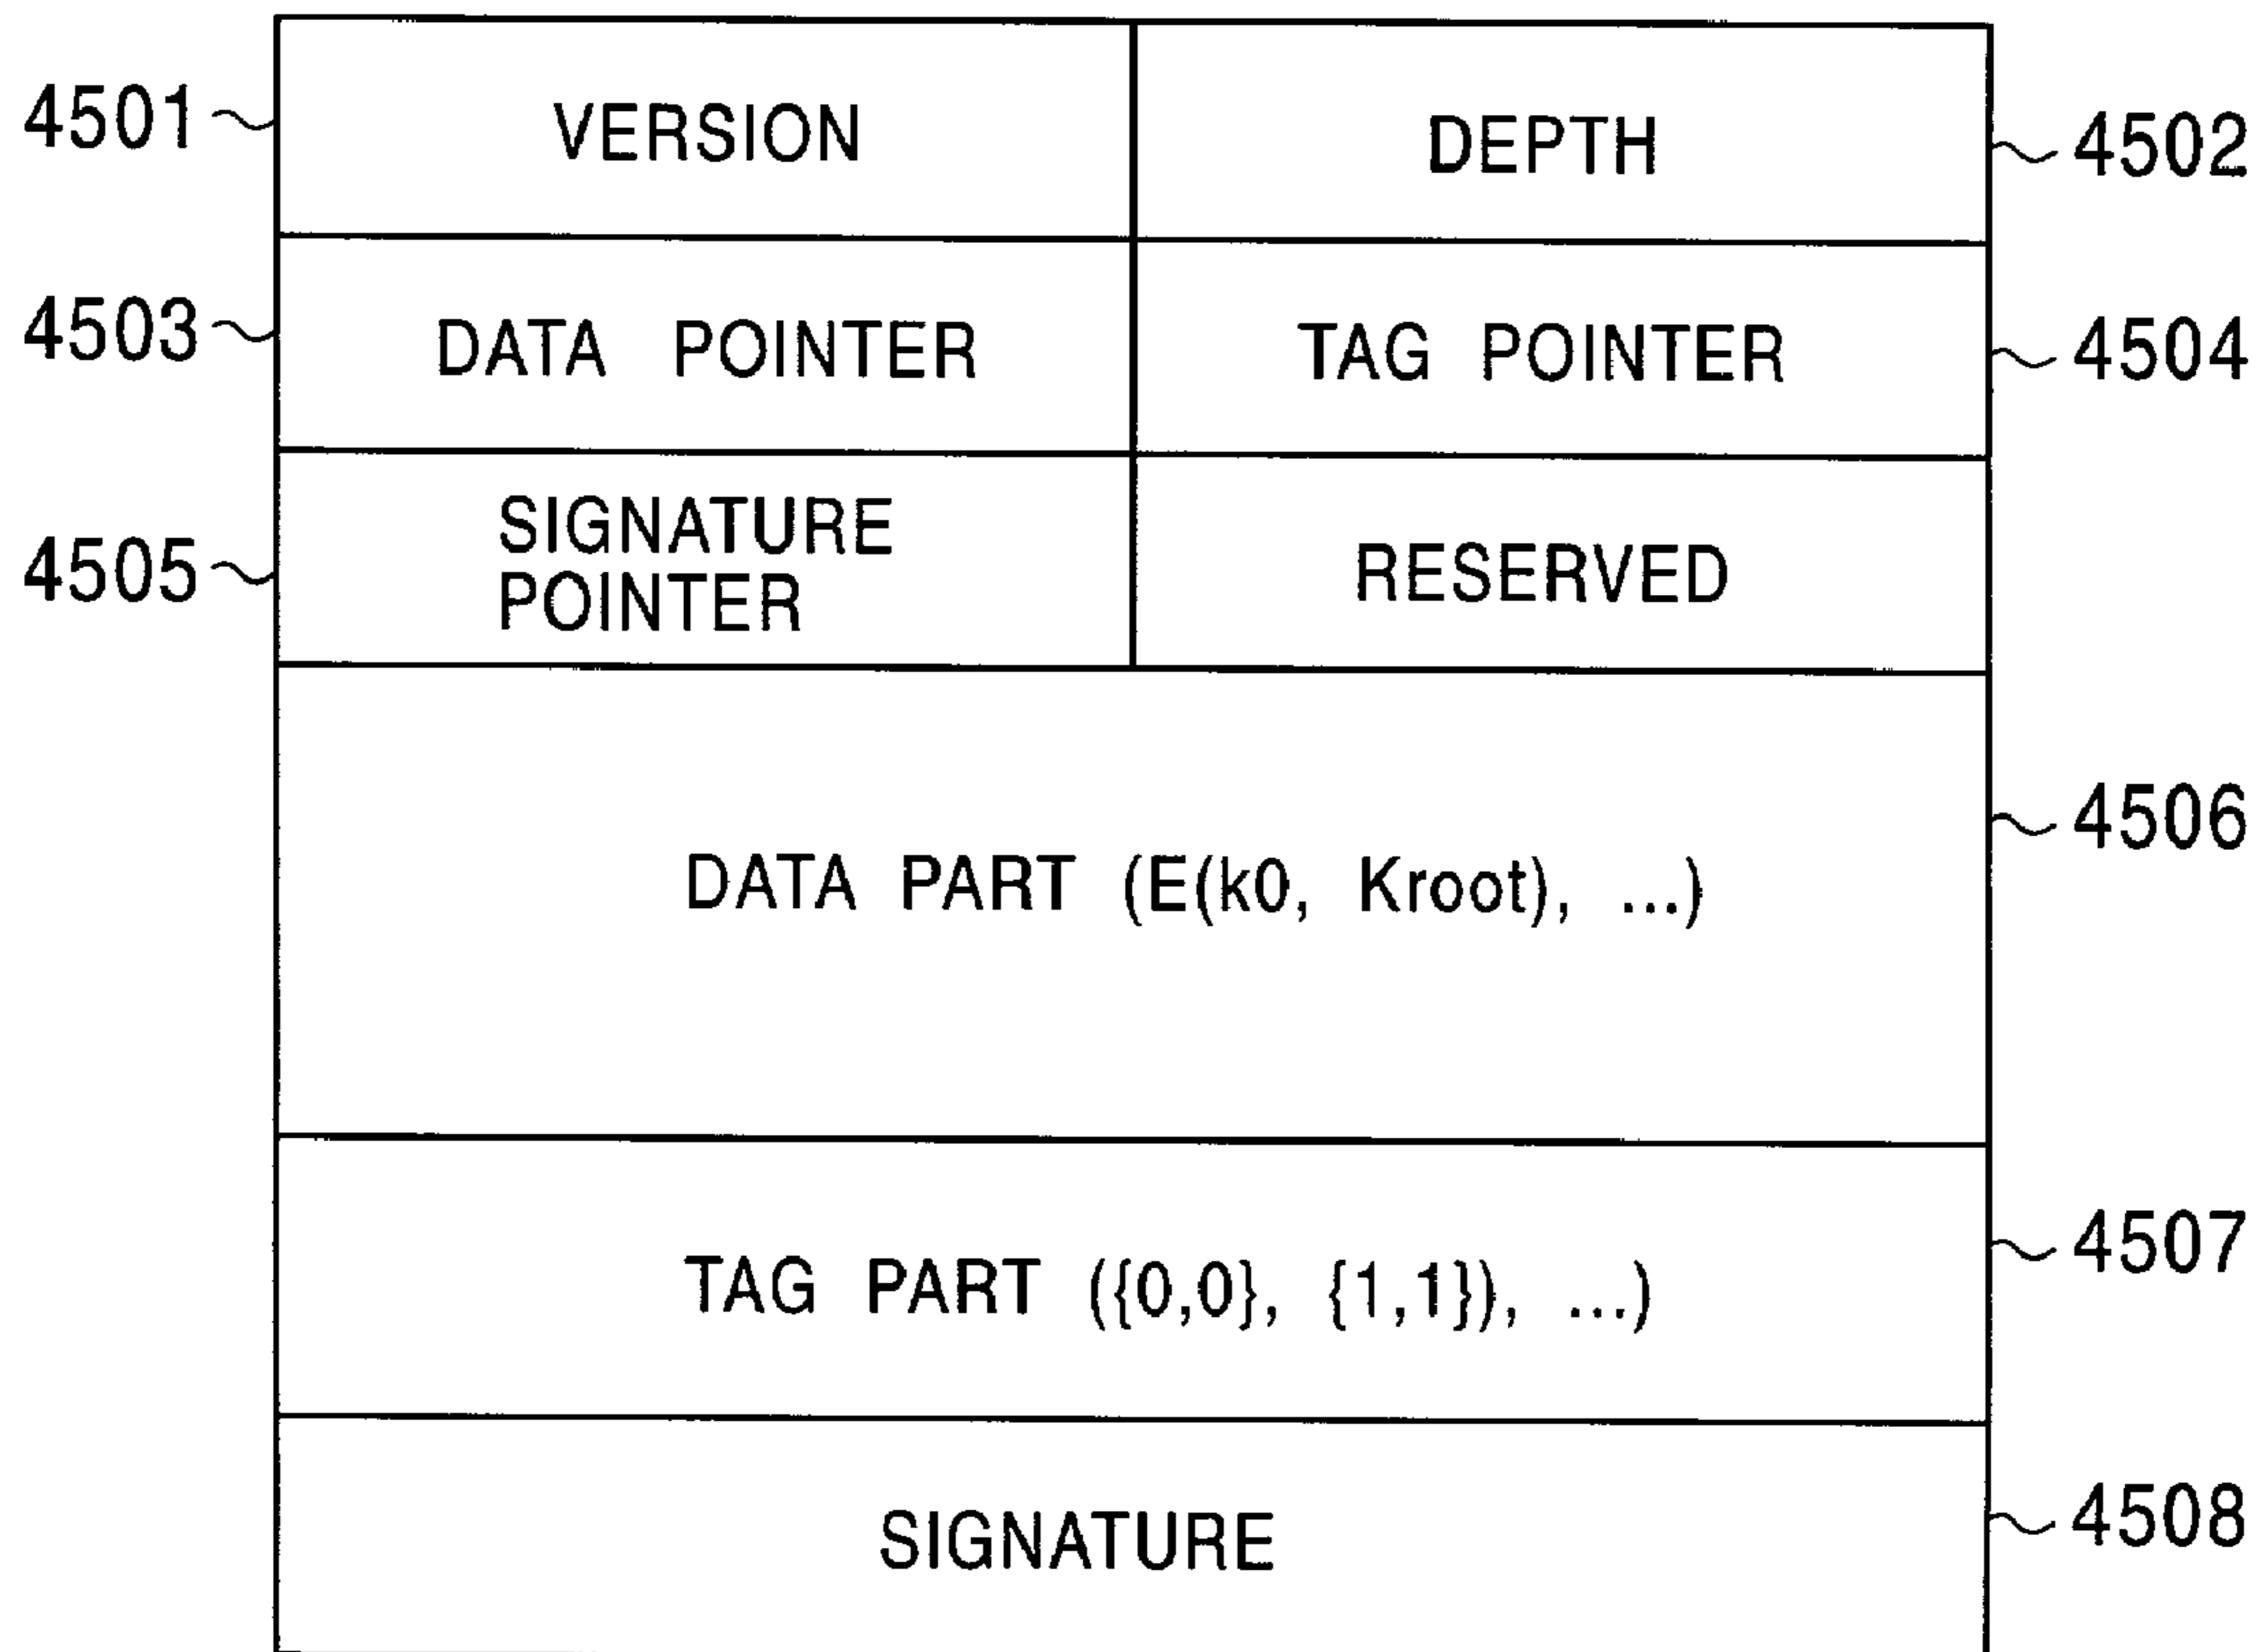 4501
VERSION
DEPTH
4502
4503
DATA POINTER
TAG POINTER
4504
4505
SIGNATURE
POINTER
RESERVED
4506
DATA PART (E(k0, Kroot), ...)
4507
TAG PART ({0,0}, {1,1}), ...)
4508
SIGNATURE